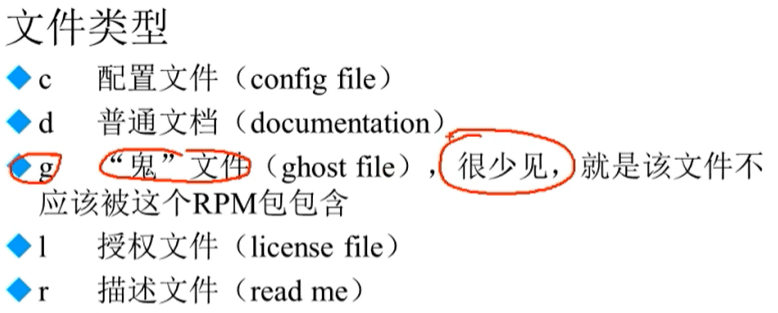 文件类型
c 配置文件（config file）
d 普通文档（documentation）
g “鬼”文件（ghost file），很少见，就是该文件不
应该被这个RPM包包含
l 授权文件（license file）
r 描述文件（read me）